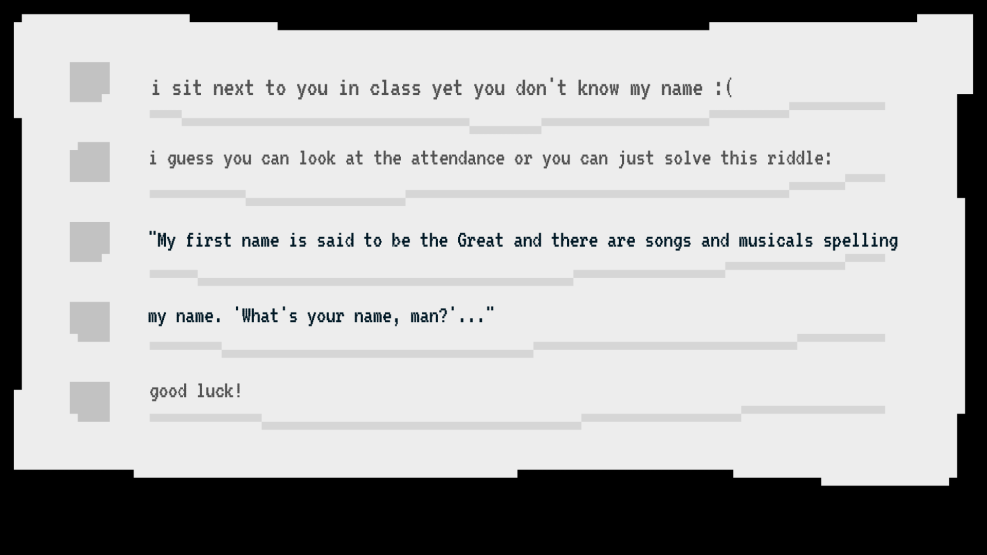 i sit next to you in class yet you don't know my name :(
i guess you can look at the attendance or you can just solve this riddle:
"My first name is said to be the Great and there are songs and musicals spelling
my name. 'What's your name, man?'..."
good luck!